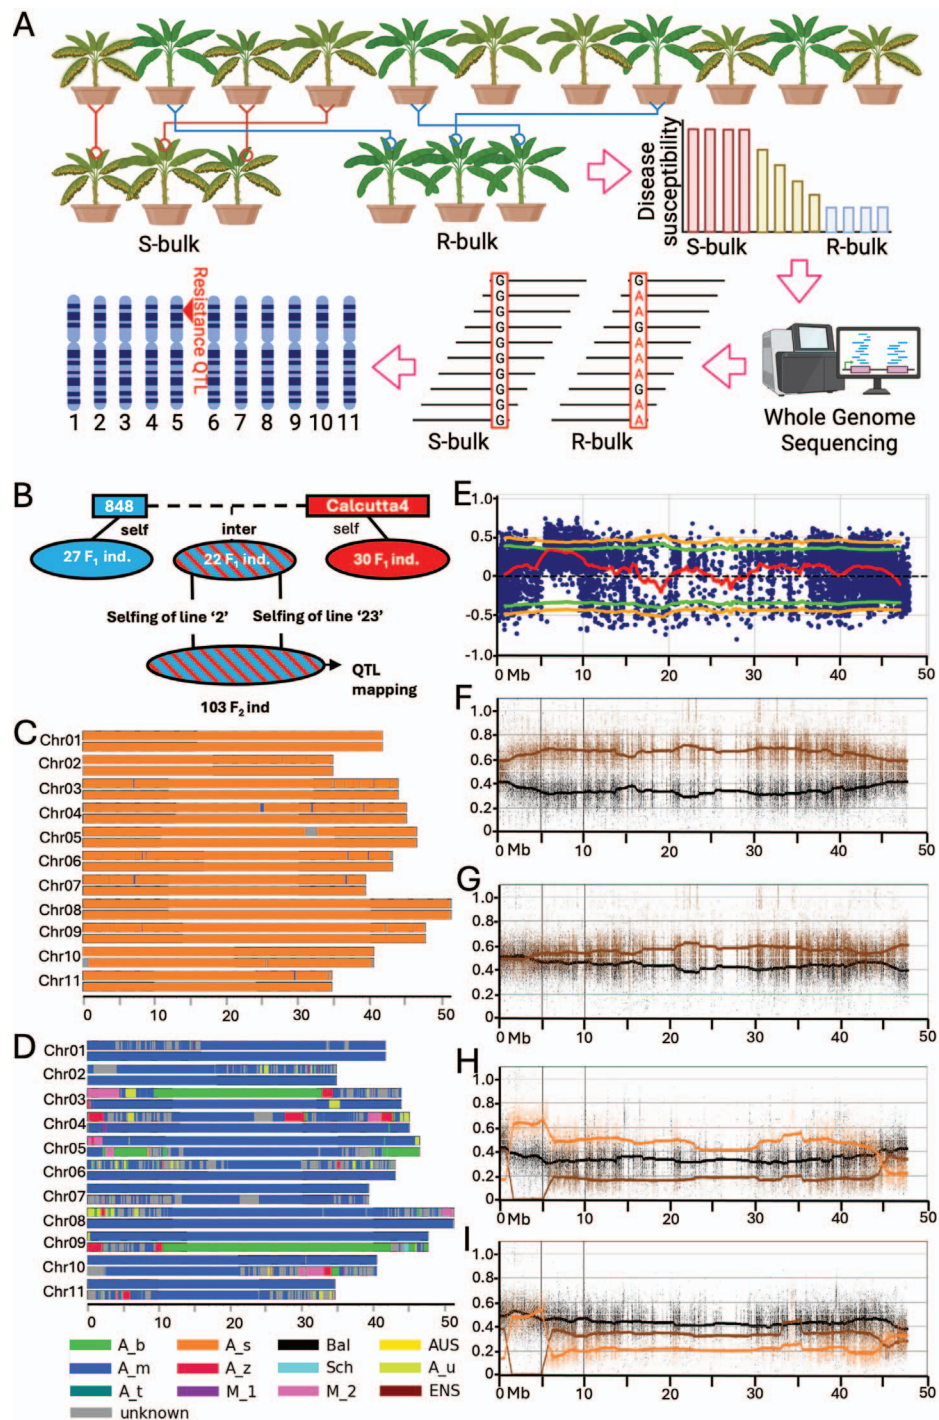 A
S-bulk
R-bulk
Disease
susceptibility
S-bulk
R-bulk
Resistance QTL
1 2 3 4 5 6 7 8 9 10 11
G
G
G
G
G
G
G
G
G
G
S-bulk
G
A
A
G
A
A
A
G
A
A
R-bulk
Whole Genome
Sequencing
B
848
Calcutta4
self
inter
self
27 F1 ind.
22 F1 ind.
30 F1 ind.
Selfing of line ‘2’
Selfing of line ‘23’
QTL
mapping
103 F2 ind
C
Chr01
Chr02
Chr03
Chr04
Chr05
Chr06
Chr07
Chr08
Chr09
Chr10
Chr11
0 10 20 30 40 50
D
Chr01
Chr02
Chr03
Chr04
Chr05
Chr06
Chr07
Chr08
Chr09
Chr10
Chr11
0 10 20 30 40 50
A_b A_s Bal AUS
A_m A_z Sch A_u
A_t M_1 M_2 ENS
unknown
E
1.0
0.5
0
-0.5
-1.0
0 Mb 10 20 30 40 50
F
1.0
0.8
0.6
0.4
0.2
0
0 Mb 10 20 30 40 50
G
1.0
0.8
0.6
0.4
0.2
0
0 Mb 10 20 30 40 50
H
1.0
0.8
0.6
0.4
0.2
0
0 Mb 10 20 30 40 50
I
1.0
0.8
0.6
0.4
0.2
0
0 Mb 10 20 30 40 50